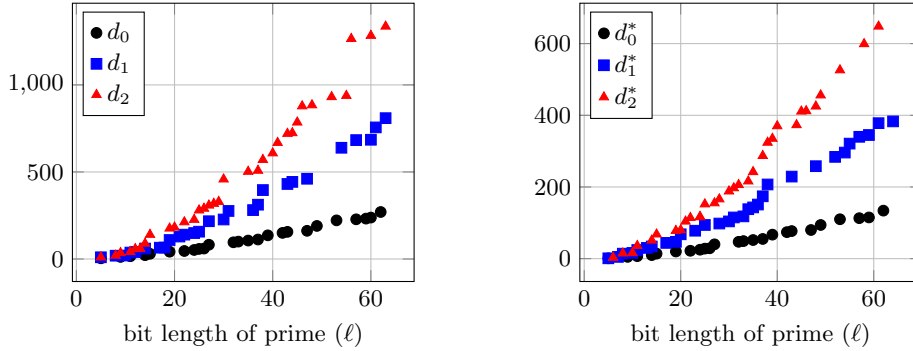 d₀
d₁
d₂
1,000
500
0
0 20 40 60
bit length of prime (ℓ)
d₀*
d₁*
d₂*
600
400
200
0
0 20 40 60
bit length of prime (ℓ)